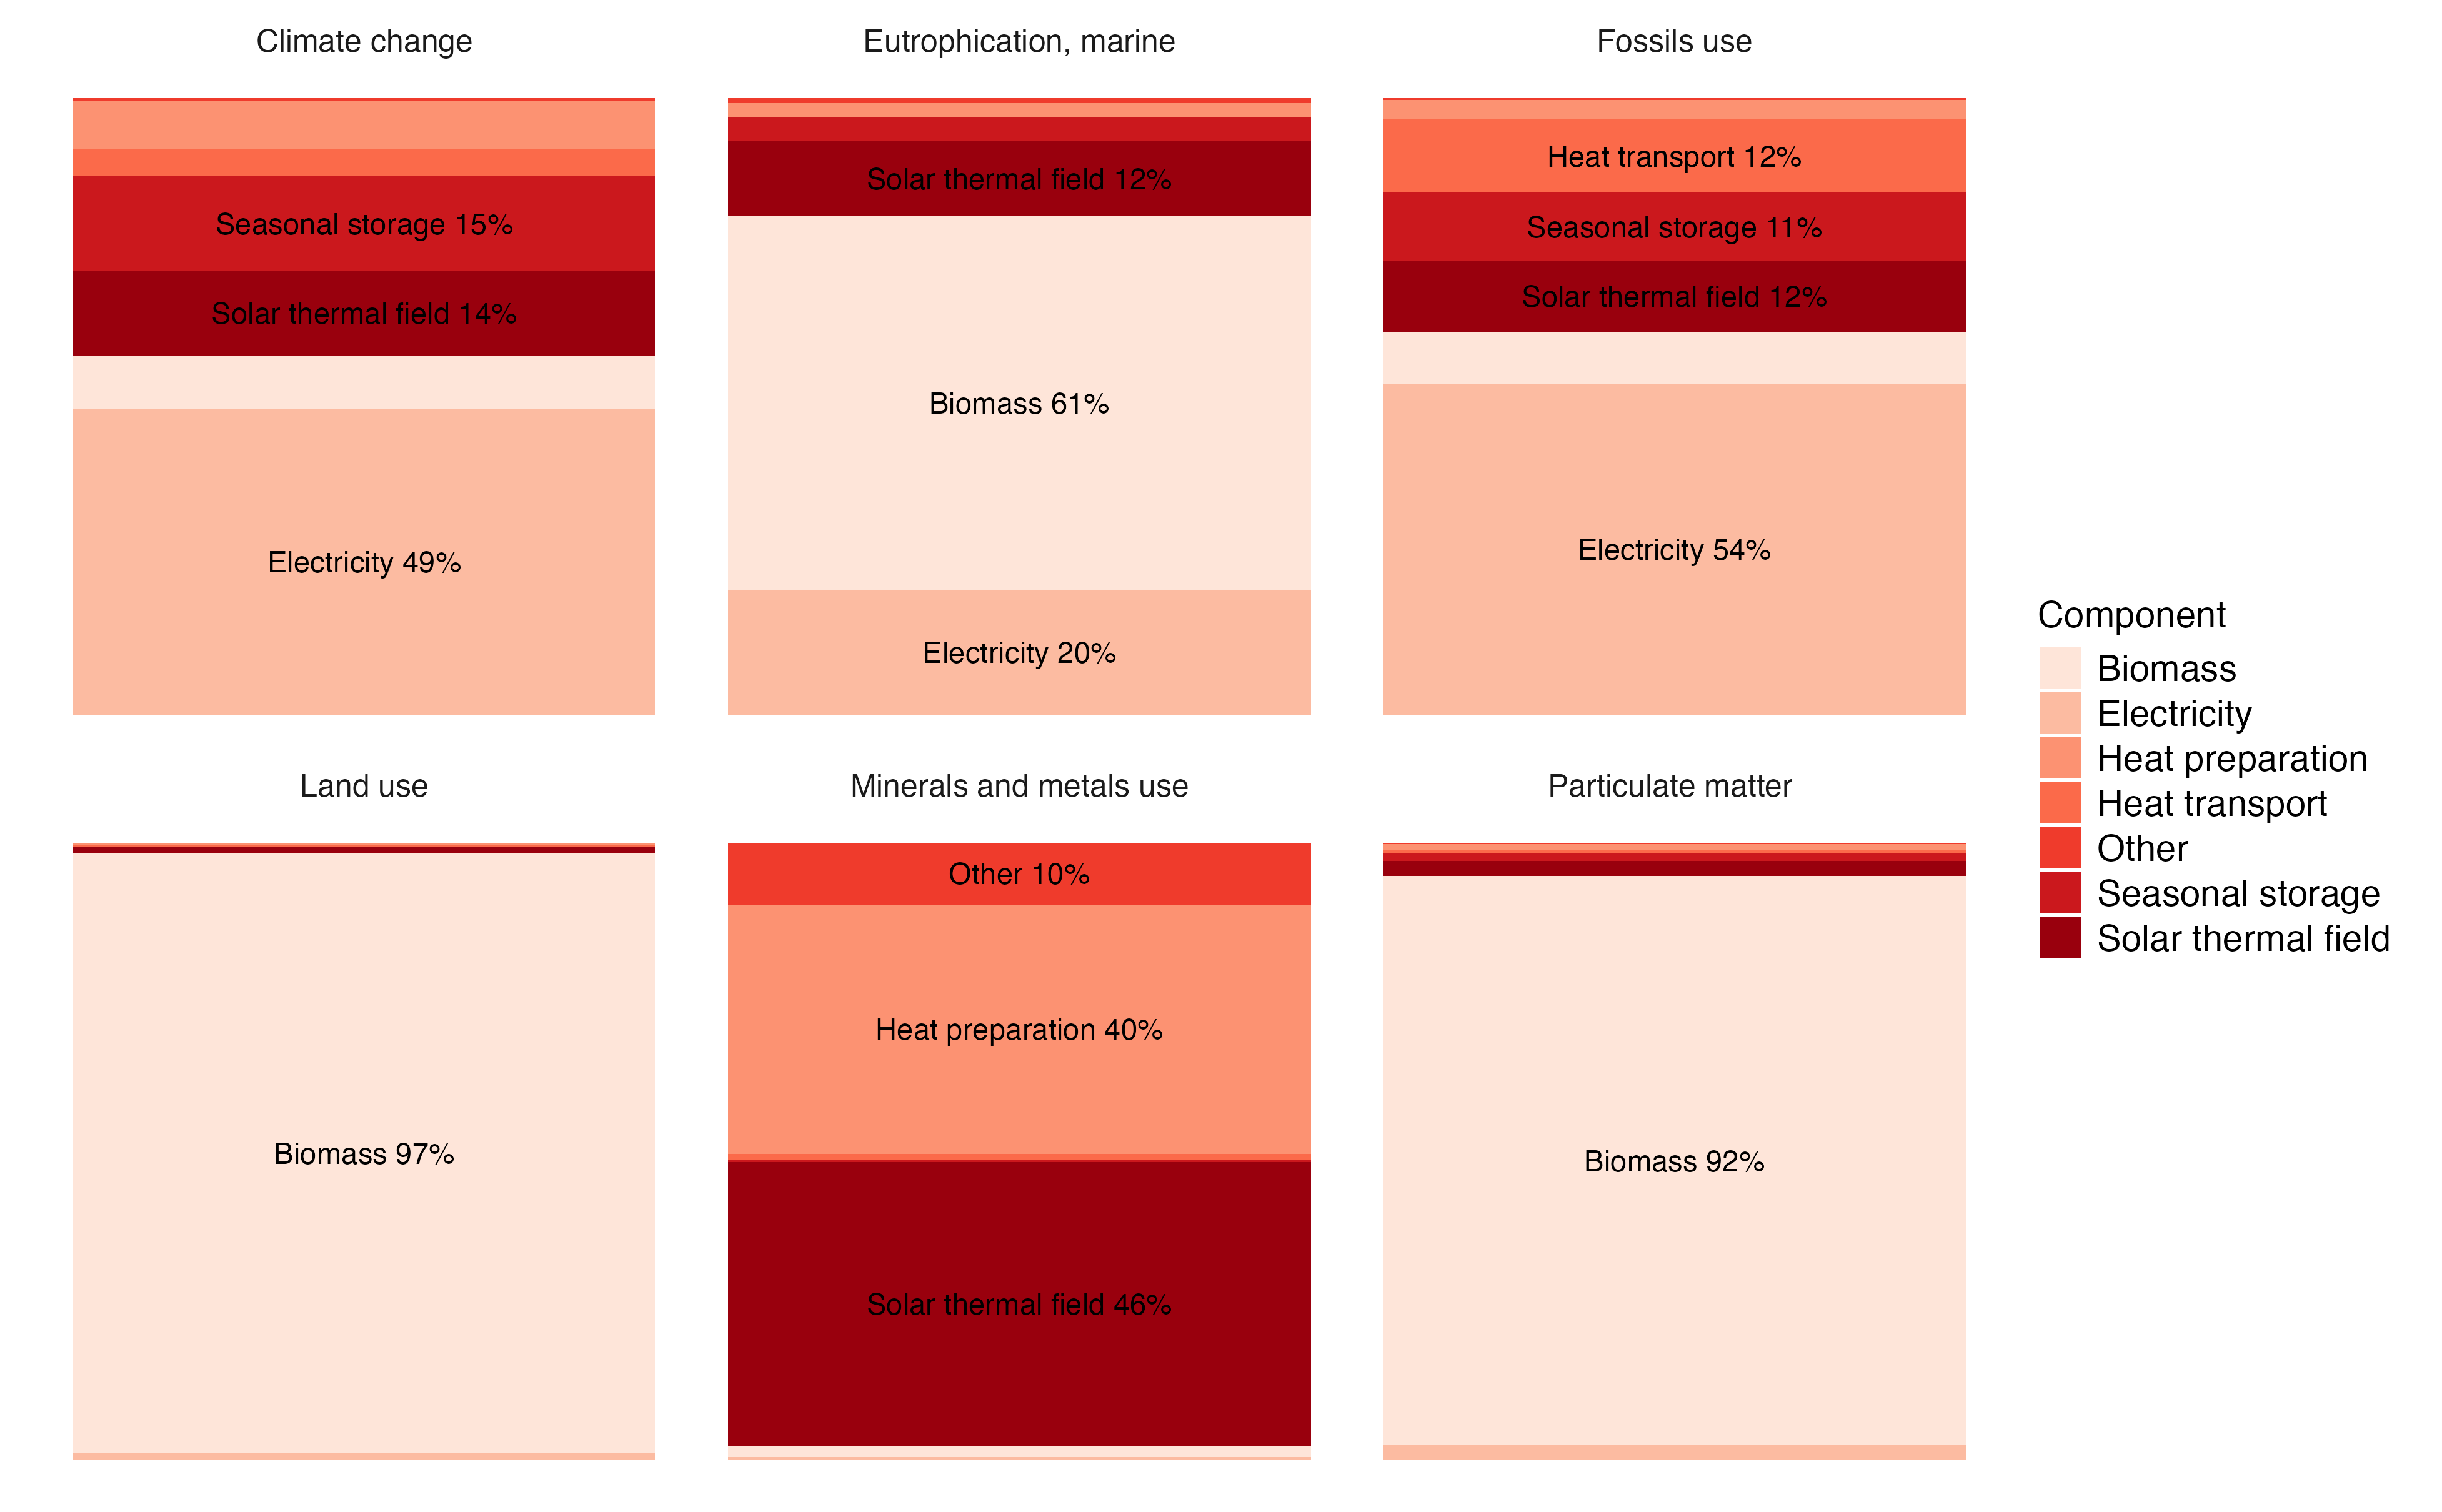 Climate change
Seasonal storage 15%
Solar thermal field 14%
Electricity 49%
Eutrophication, marine
Solar thermal field 12%
Biomass 61%
Electricity 20%
Fossils use
Heat transport 12%
Seasonal storage 11%
Solar thermal field 12%
Electricity 54%
Land use
Biomass 97%
Minerals and metals use
Other 10%
Heat preparation 40%
Solar thermal field 46%
Particulate matter
Biomass 92%
Component
Biomass
Electricity
Heat preparation
Heat transport
Other
Seasonal storage
Solar thermal field